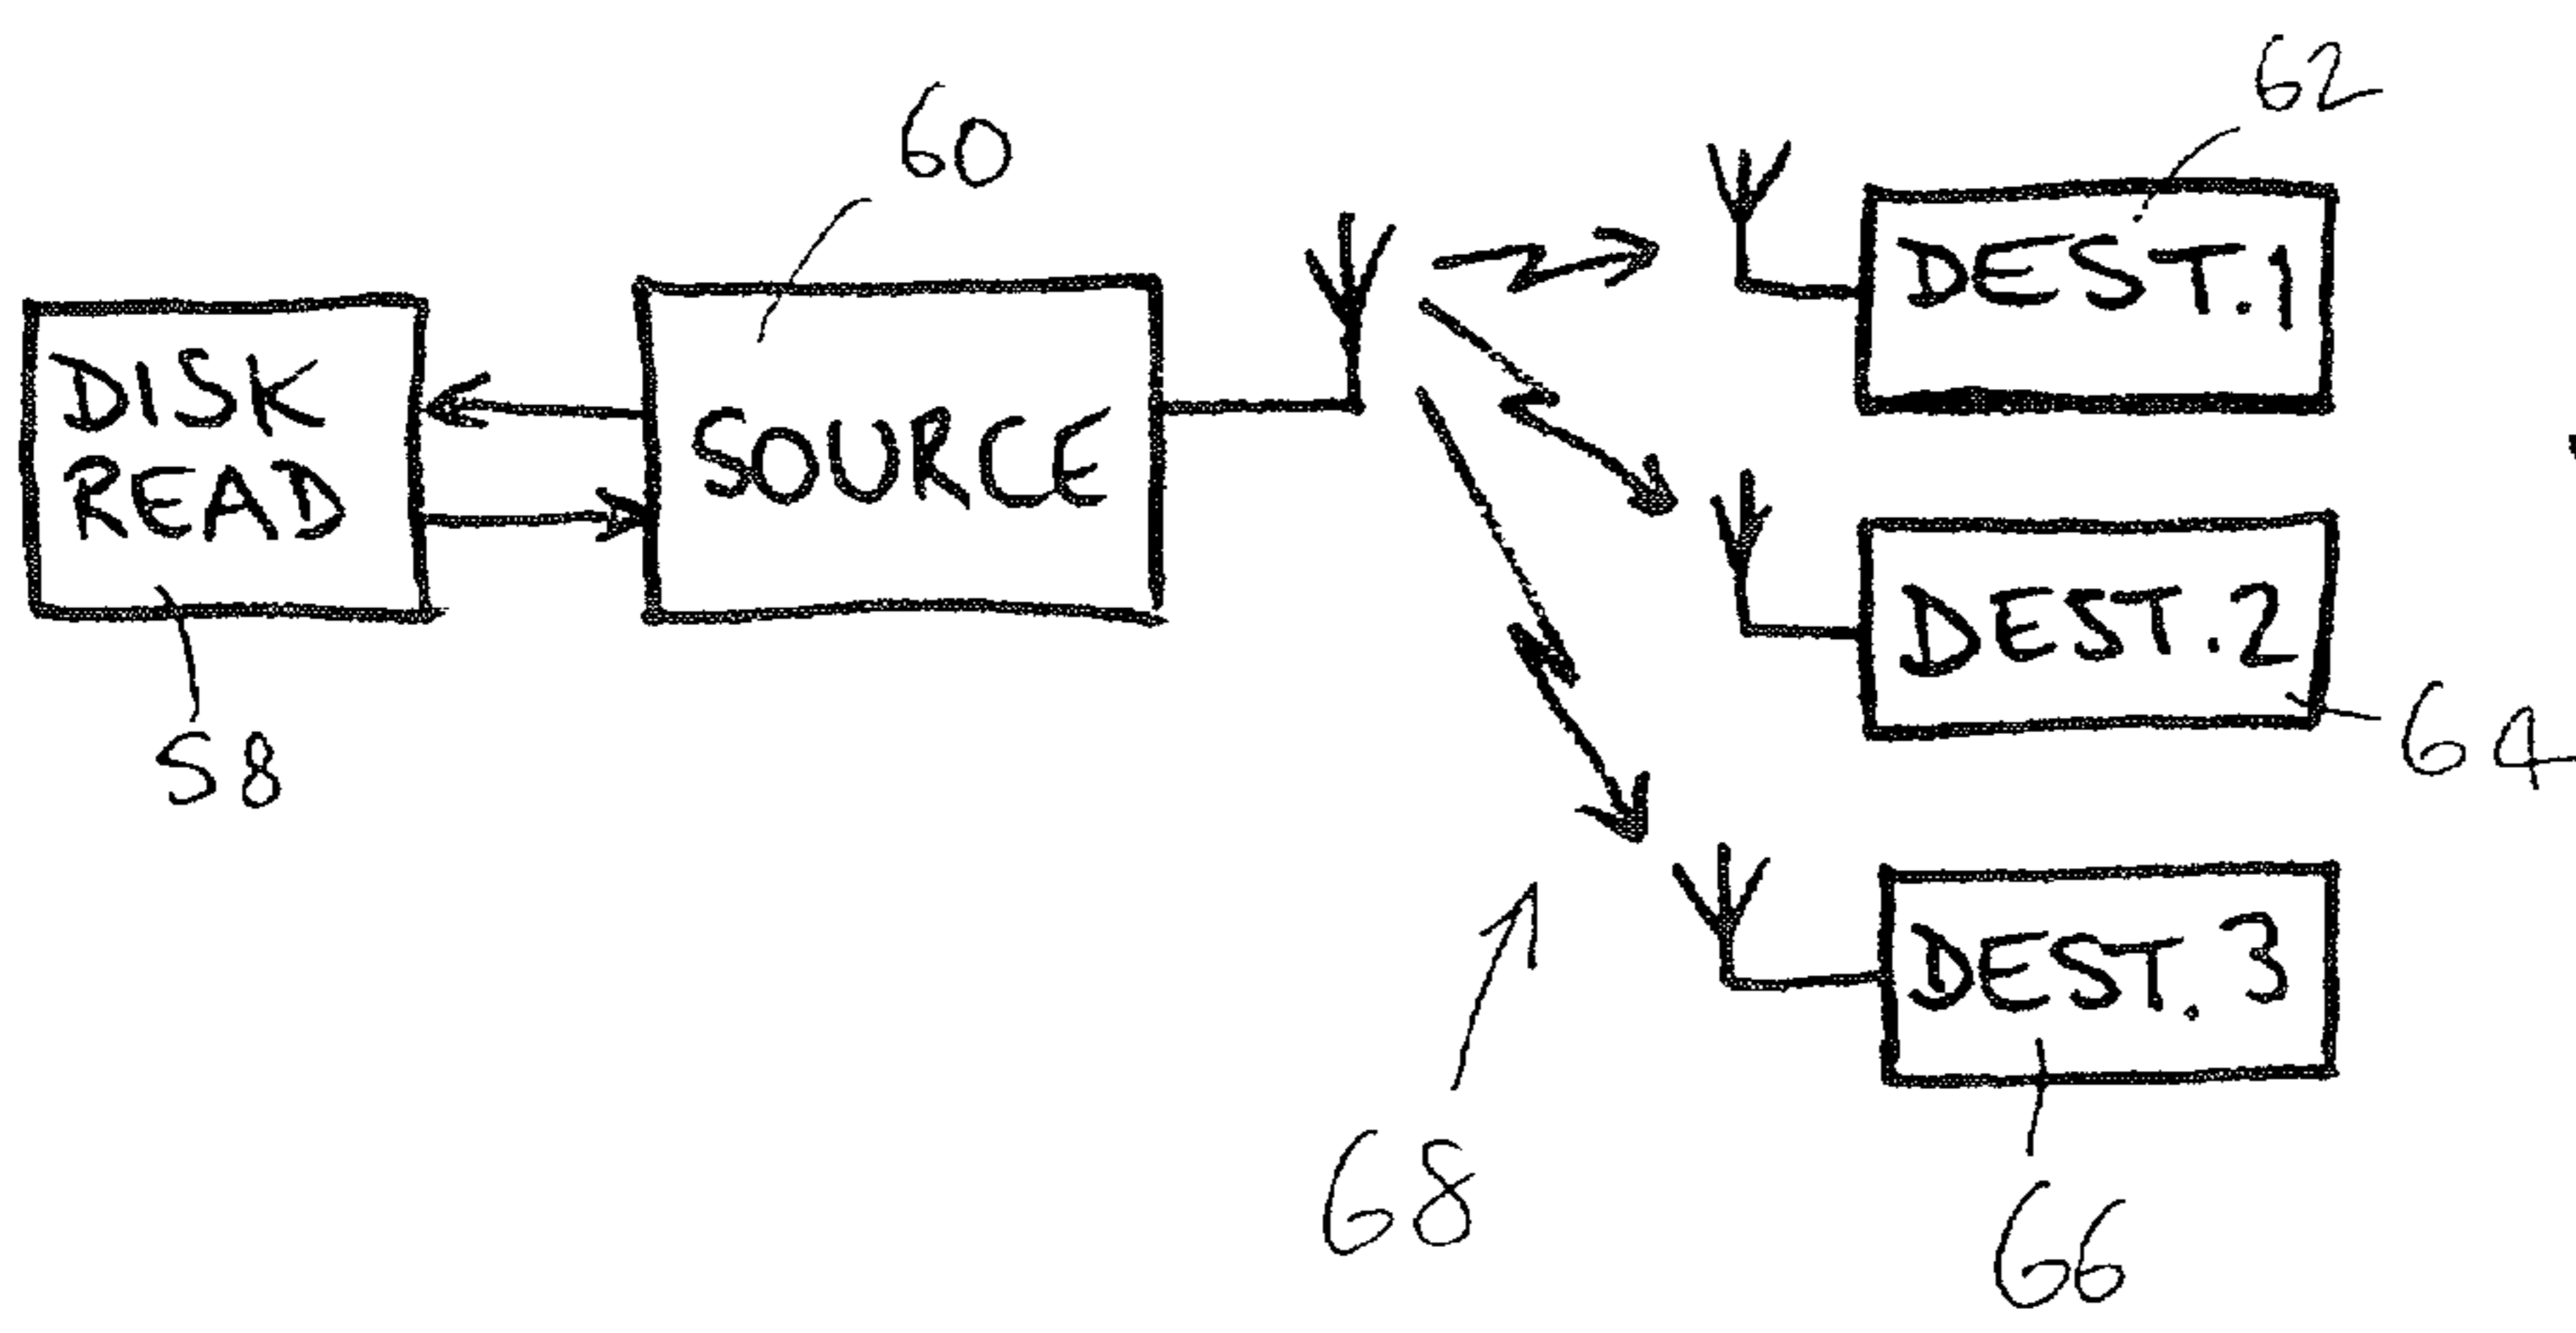 62
60
DEST.1
DISK
READ
SOURCE
DEST.2
64
58
DEST.3
68
66